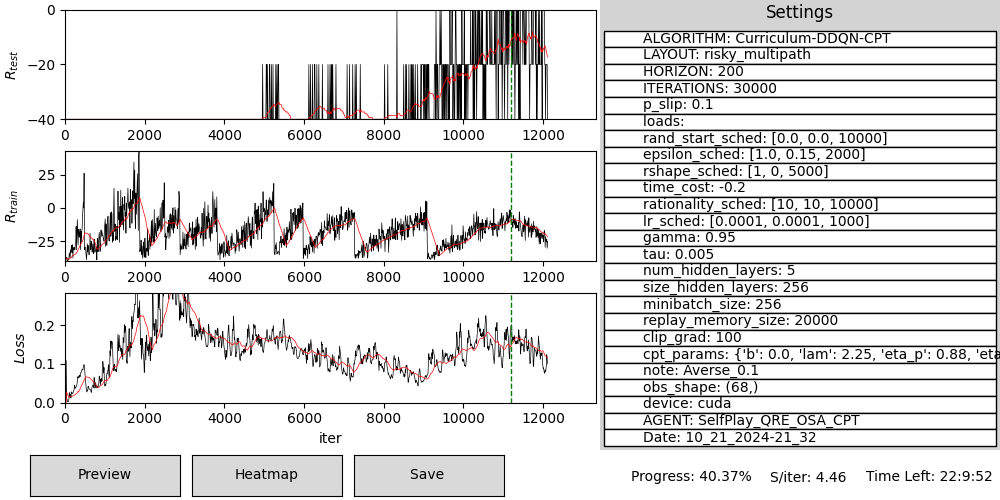 0
−20
−40
R_test
0 2000 4000 6000 8000 10000 12000
25
0
−25
R_train
0 2000 4000 6000 8000 10000 12000
0.2
0.1
0.0
Loss
0 2000 4000 6000 8000 10000 12000
iter
Preview Heatmap Save
Settings
ALGORITHM: Curriculum-DDQN-CPT
LAYOUT: risky_multipath
HORIZON: 200
ITERATIONS: 30000
p_slip: 0.1
loads:
rand_start_sched: [0.0, 0.0, 10000]
epsilon_sched: [1.0, 0.15, 2000]
rshape_sched: [1, 0, 5000]
time_cost: -0.2
rationality_sched: [10, 10, 10000]
lr_sched: [0.0001, 0.0001, 1000]
gamma: 0.95
tau: 0.005
num_hidden_layers: 5
size_hidden_layers: 256
minibatch_size: 256
replay_memory_size: 20000
clip_grad: 100
cpt_params: {'b': 0.0, 'lam': 2.25, 'eta_p': 0.88, 'eta
note: Averse_0.1
obs_shape: (68,)
device: cuda
AGENT: SelfPlay_QRE_OSA_CPT
Date: 10_21_2024-21_32
Progress: 40.37% S/iter: 4.46 Time Left: 22:9:52